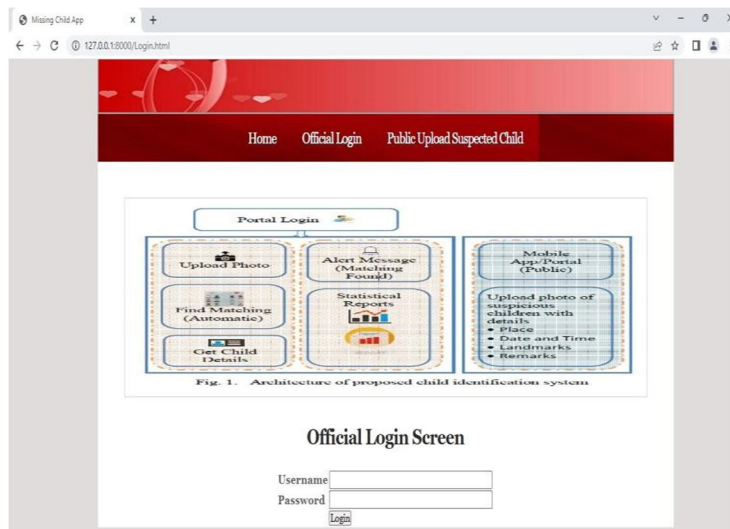 Missing Child App
127.0.0.1:8000/Login.html
Home Official Login Public Upload Suspected Child
Portal Login
Upload Photo
Find Matching
(Automatic)
Get Child
Details
Alert Message
(Matching
Found)
Statistical
Reports
Mobile
App/Portal
(Public)
Upload photo of
suspicious
children with
details
• Place
• Date and Time
• Landmarks
• Remarks
Fig. 1. Architecture of proposed child identification system
Official Login Screen
Username
Password
Login